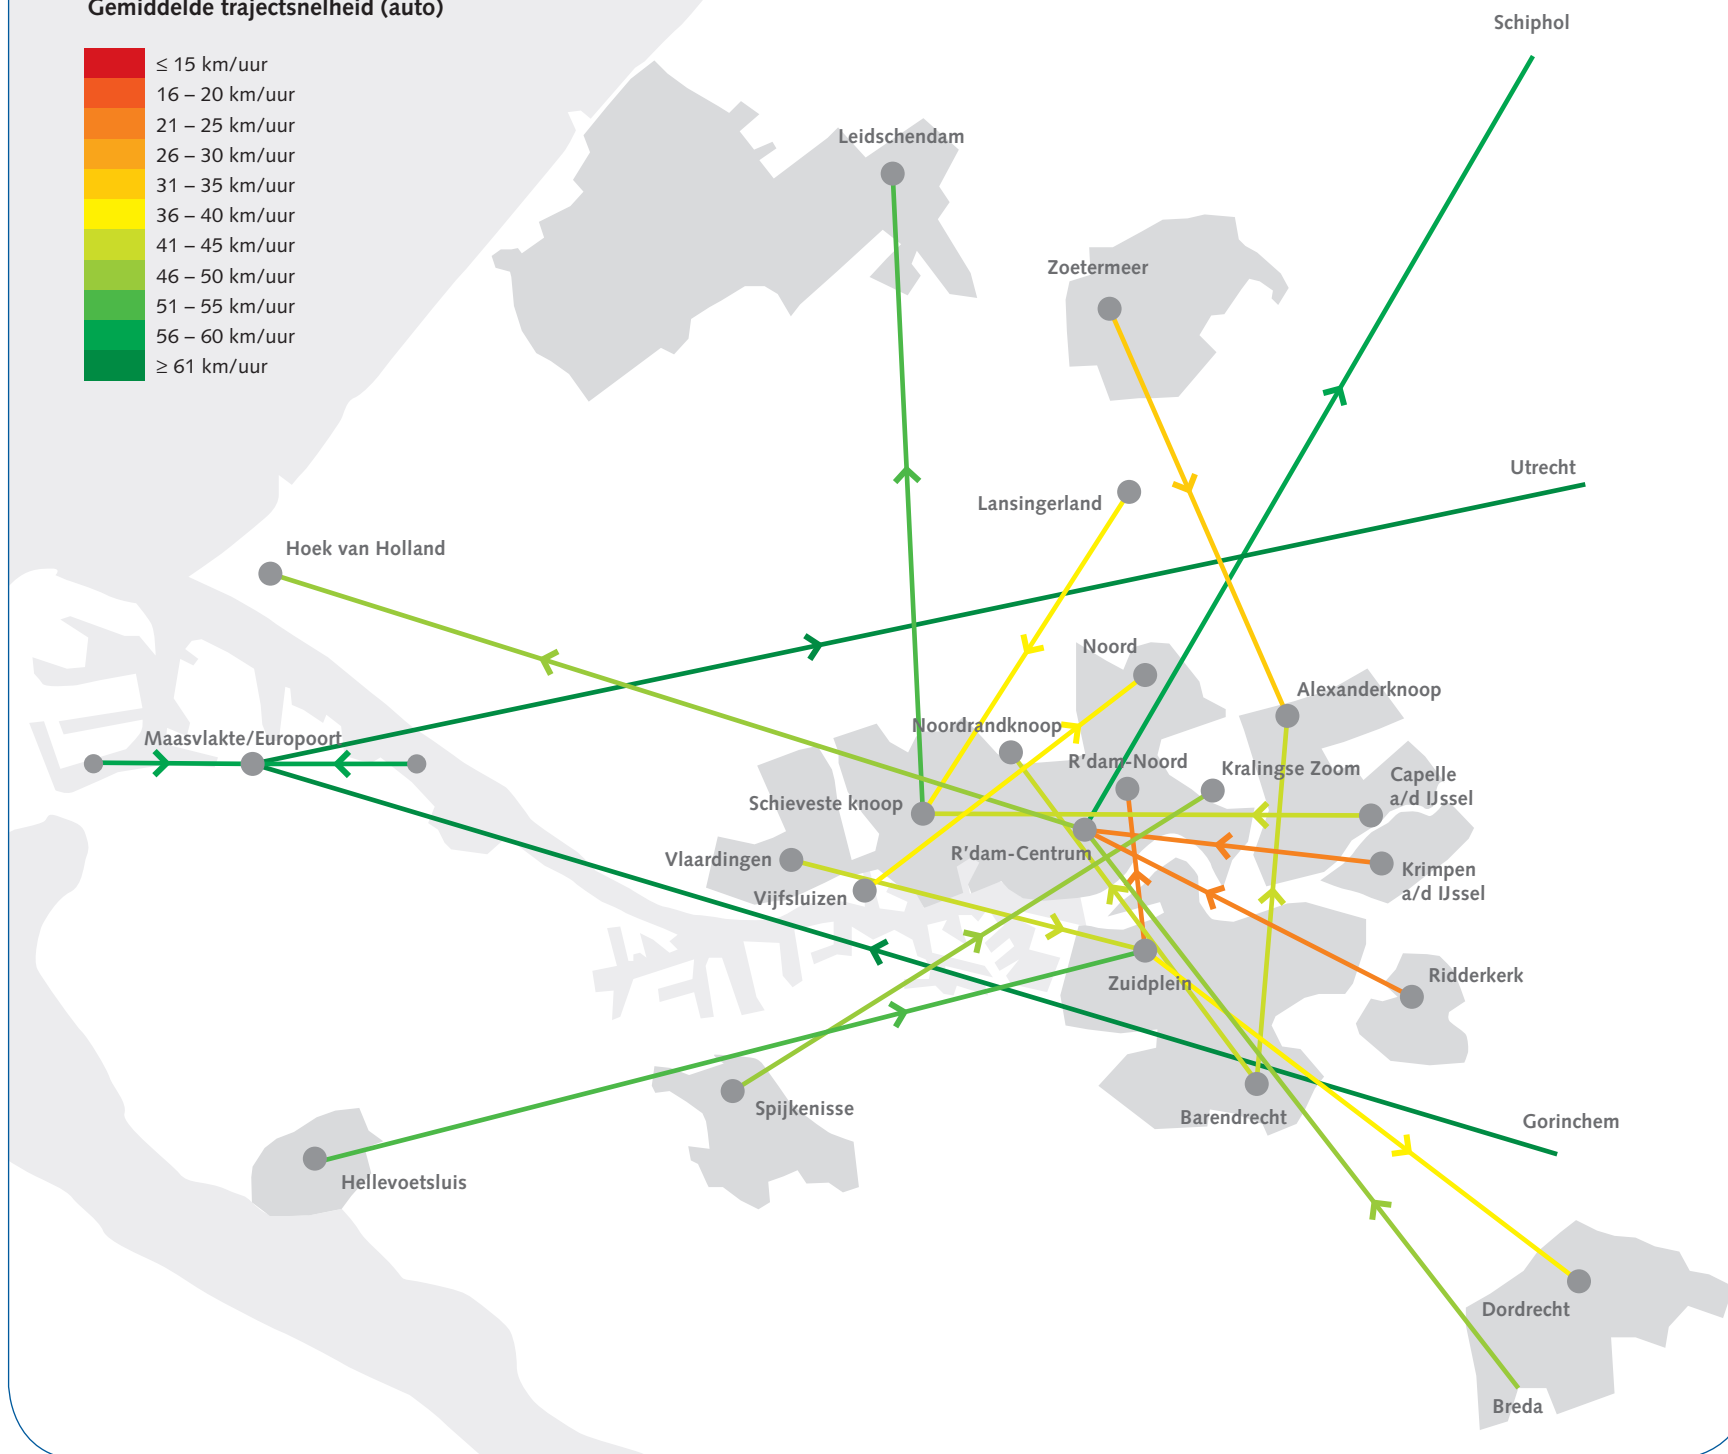 Gemiddelde trajectsnelheid (auto)
≤ 15 km/uur
16 – 20 km/uur
21 – 25 km/uur
26 – 30 km/uur
31 – 35 km/uur
36 – 40 km/uur
41 – 45 km/uur
46 – 50 km/uur
51 – 55 km/uur
56 – 60 km/uur
≥ 61 km/uur
Schiphol
Leidschendam
Zoetermeer
Utrecht
Lansingerland
Hoek van Holland
Noord
Alexanderknoop
Noordrandknoop
Maasvlakte/Europoort
R'dam-Noord
Kralingse Zoom
Capelle
a/d IJssel
Schieveste knoop
R'dam-Centrum
Vlaardingen
Krimpen
a/d IJssel
Vijfsluizen
Ridderkerk
Zuidplein
Spijkenisse
Barendrecht
Gorinchem
Hellevoetsluis
Dordrecht
Breda